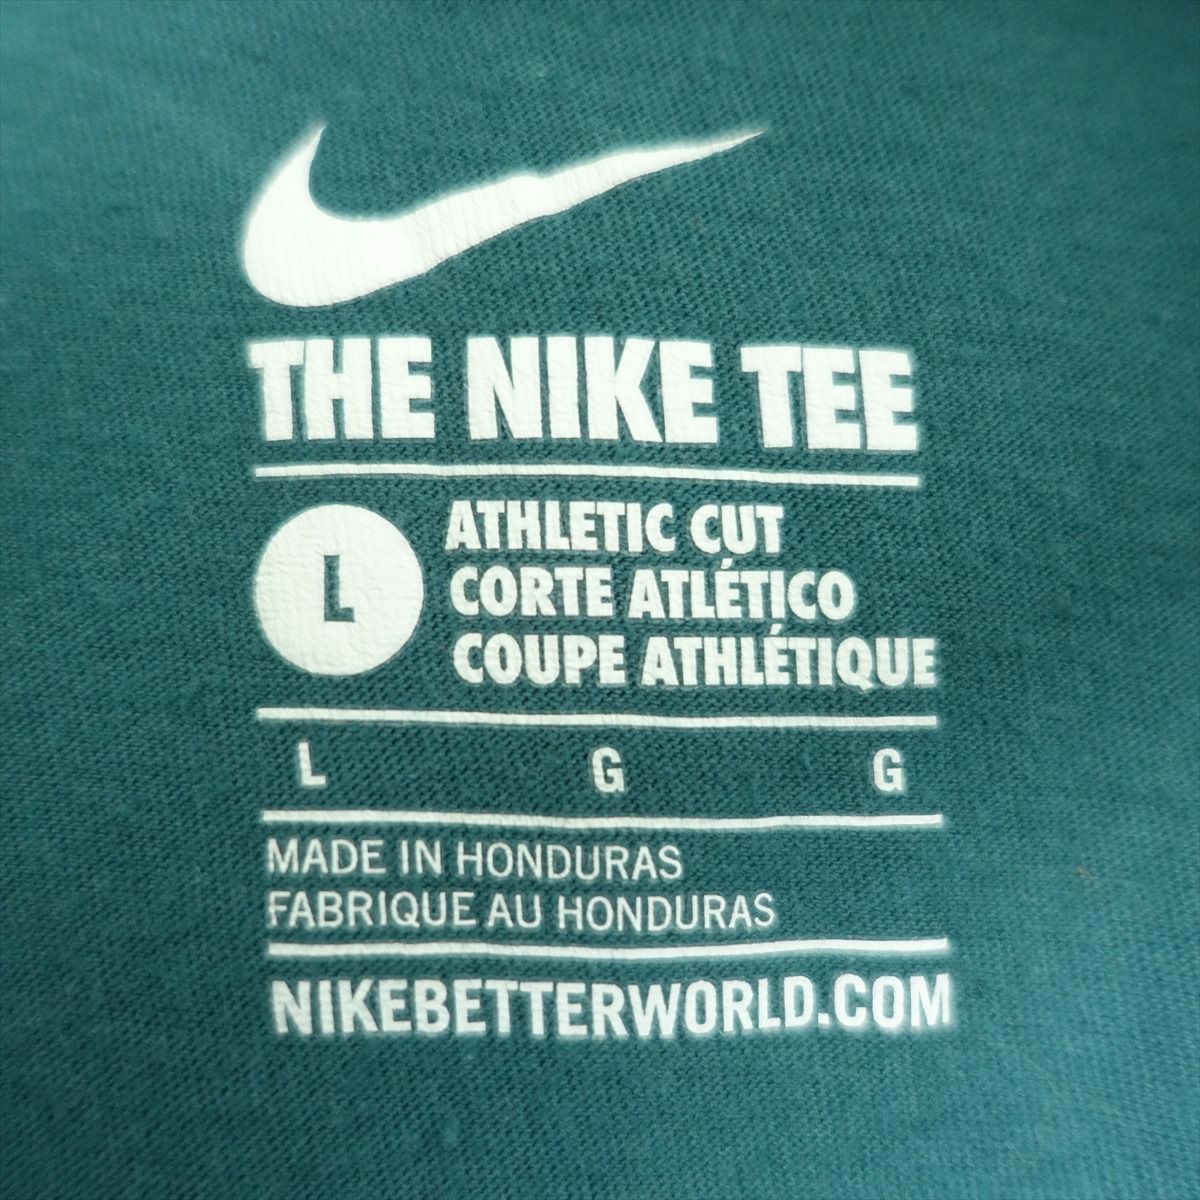 THE NIKE TEE
L
ATHLETIC CUT
CORTE ATLÉTICO
COUPE ATHLÉTIQUE
L G G
MADE IN HONDURAS
FABRIQUE AU HONDURAS
NIKEBETTERWORLD.COM